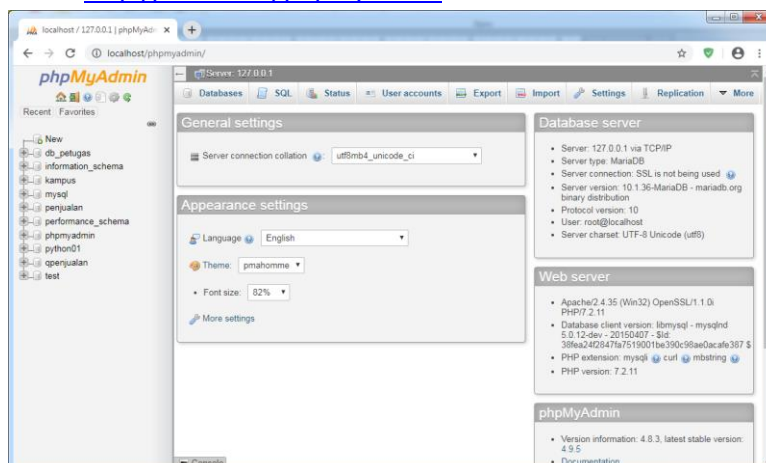 localhost / 127.0.0.1 | phpMyAdm
localhost/phpmyadmin/
phpMyAdmin
Recent Favorites
New
db_petugas
information_schema
kampus
mysql
penjualan
performance_schema
phpmyadmin
python01
qpenjualan
test
Server: 127.0.0.1
Databases SQL Status User accounts Export Import Settings Replication More
General settings
Server connection collation : utf8mb4_unicode_ci
Appearance settings
Language English
Theme: pmahomme
• Font size: 82%
More settings
Database server
• Server: 127.0.0.1 via TCP/IP
• Server type: MariaDB
• Server connection: SSL is not being used
• Server version: 10.1.36-MariaDB - mariadb.org
binary distribution
• Protocol version: 10
• User: root@localhost
• Server charset: UTF-8 Unicode (utf8)
Web server
• Apache/2.4.35 (Win32) OpenSSL/1.1.0i
PHP/7.2.11
• Database client version: libmysql - mysqlnd
5.0.12-dev - 20150407 - $Id:
38fea24f2847fa7519001be390c98ae0acafe387 $
• PHP extension: mysqli curl mbstring
• PHP version: 7.2.11
phpMyAdmin
• Version information: 4.8.3, latest stable version:
4.9.5
• Documentation
Console